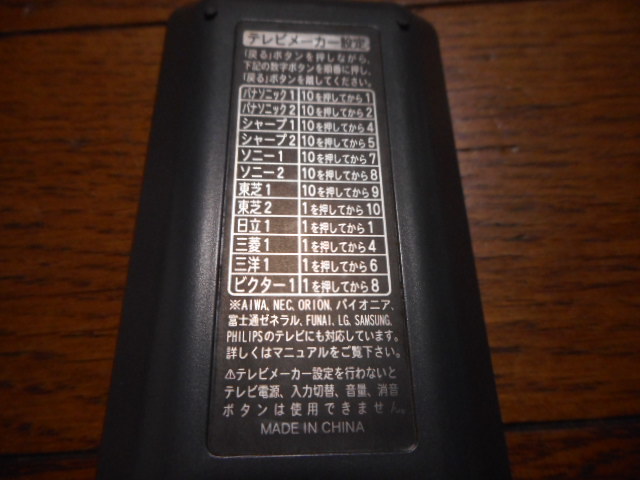 テレビメーカー設定
「戻る」ボタンを押しながら、
下記の数字ボタンを順番に押し、
「戻る」ボタンを離してください。
パナソニック1 10を押してから1
パナソニック2 10を押してから2
シャープ1 10を押してから4
シャープ2 10を押してから5
ソニー1 10を押してから7
ソニー2 10を押してから8
東芝1 10を押してから9
東芝2 1を押してから10
日立1 1を押してから1
三菱1 1を押してから4
三洋1 1を押してから6
ビクター1 1を押してから8
※AIWA, NEC, ORION, パイオニア,
富士通ゼネラル, FUNAI, LG, SAMSUNG,
PHILIPSのテレビにも対応しています。
詳しくはマニュアルをご覧下さい。
⚠テレビメーカー設定を行わないと
テレビ電源、入力切替、音量、消音
ボタンは使用できません。
MADE IN CHINA